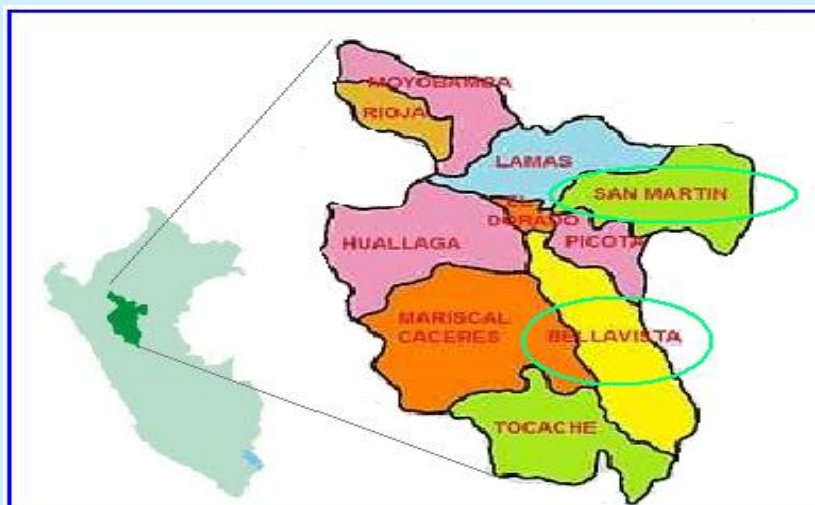 MOYOBAMBA
RIOJA
LAMAS
SAN MARTIN
EL
DORADO
HUALLAGA
PICOTA
MARISCAL
CACERES
BELLAVISTA
TOCACHE